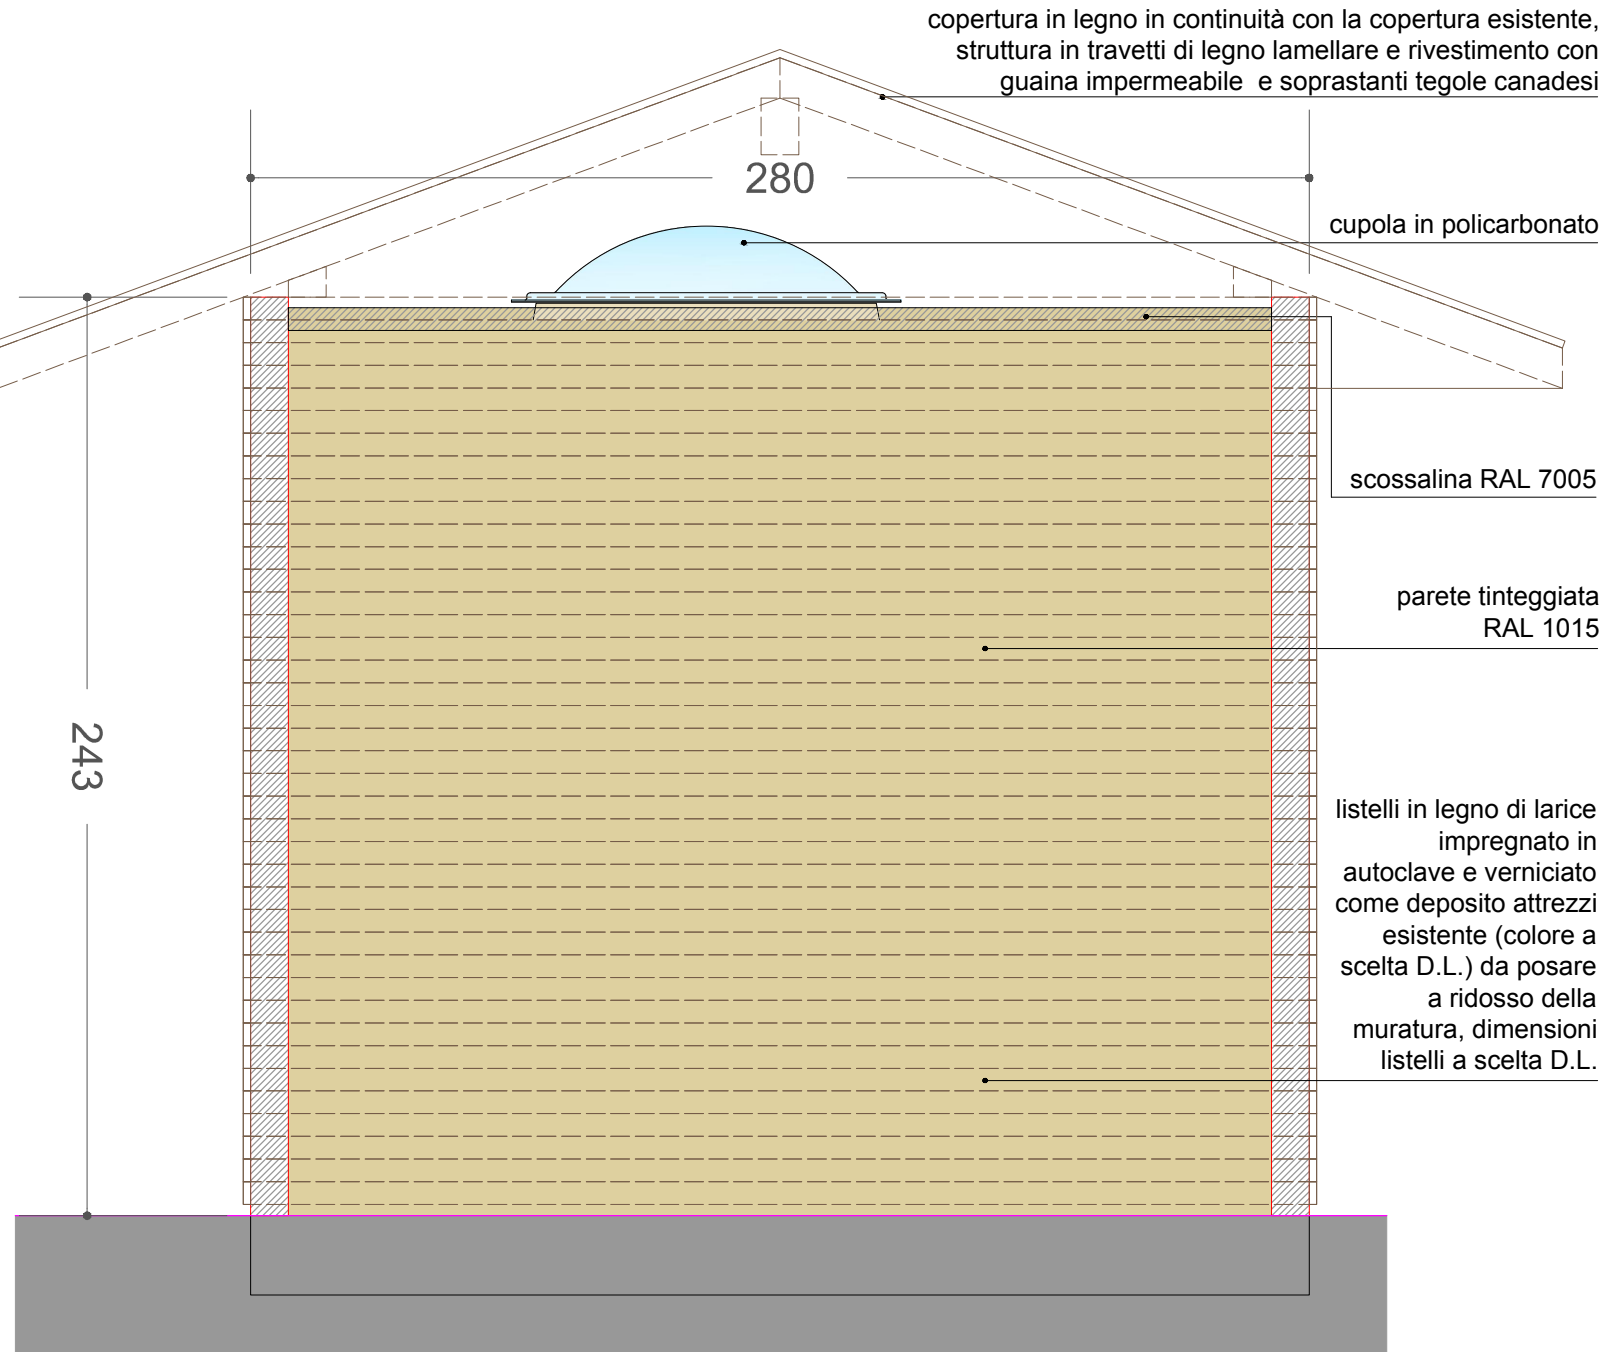 copertura in legno in continuità con la copertura esistente,
struttura in travetti di legno lamellare e rivestimento con
guaina impermeabile e soprastanti tegole canadesi
280
cupola in policarbonato
scossalina RAL 7005
parete tinteggiata
RAL 1015
243
listelli in legno di larice
impregnato in
autoclave e verniciato
come deposito attrezzi
esistente (colore a
scelta D.L.) da posare
a ridosso della
muratura, dimensioni
listelli a scelta D.L.